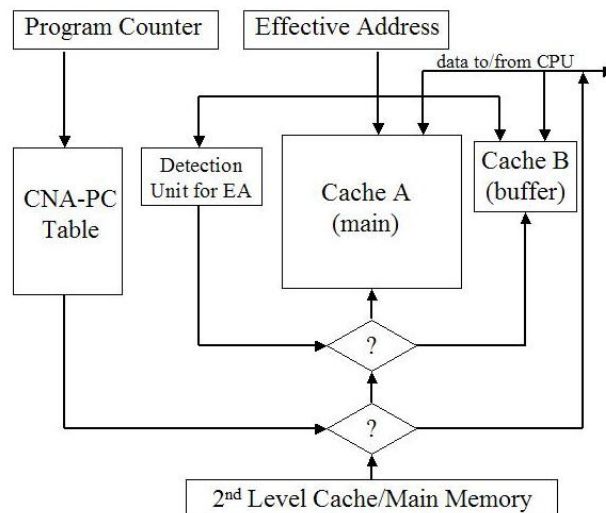 Program Counter
Effective Address
data to/from CPU
CNA-PC
Table
Detection
Unit for EA
Cache A
(main)
Cache B
(buffer)
?
?
2nd Level Cache/Main Memory